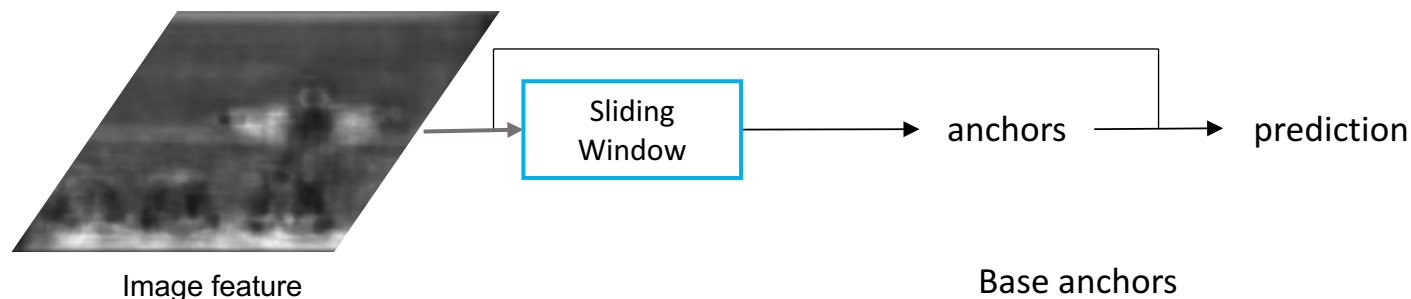 Sliding
Window
anchors
prediction
Image feature
Base anchors